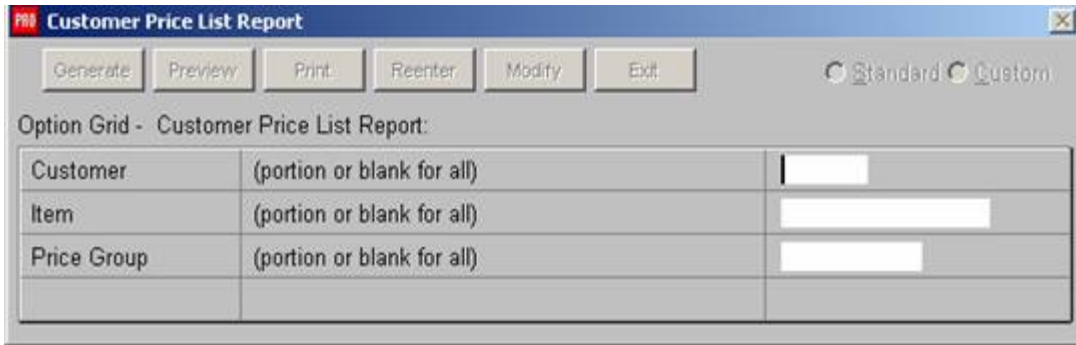 PRO Customer Price List Report
Generate Preview Print Reenter Modify Exit Standard Custom
Option Grid - Customer Price List Report:
Customer (portion or blank for all)
Item (portion or blank for all)
Price Group (portion or blank for all)